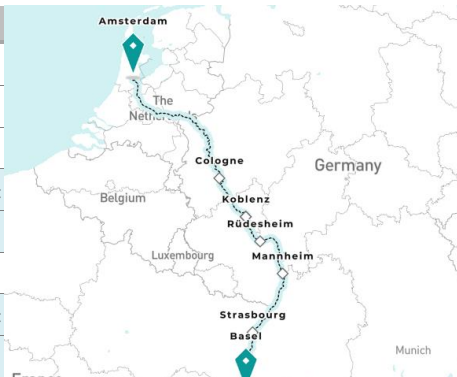 Amsterdam
The
Netherlands
Cologne
Germany
Koblenz
Belgium
Rüdesheim
Luxembourg
Mannheim
Strasbourg
Basel
Munich